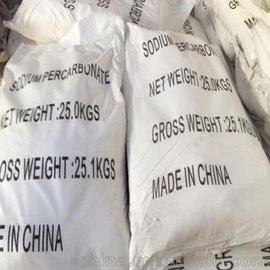 SODIUM PERCARBONATE
NET WEIGHT :25.0KGS
GROSS WEIGHT :25.1KGS
MADE IN CHINA
SODIUM PERCARBONATE
NET WEIGHT:25.0KGS
GROSS WEIGHT :25.1KGS
MADE IN CHINA